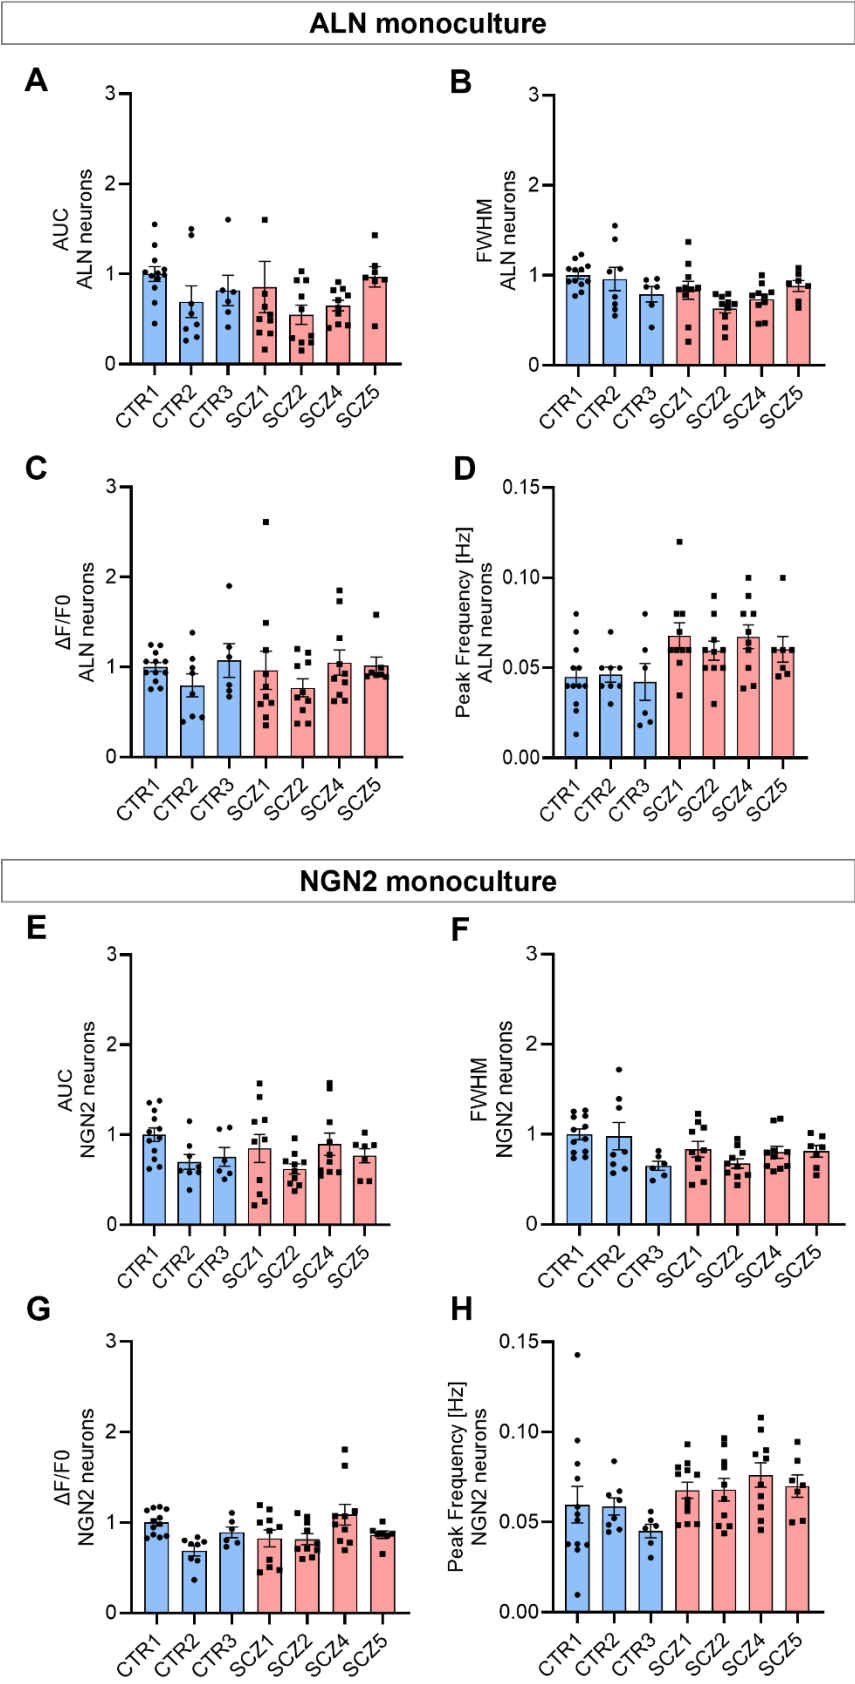 ALN monoculture
A
AUC
ALN neurons
3
2
1
0
CTR1
CTR2
CTR3
SCZ1
SCZ2
SCZ4
SCZ5
B
FWHM
ALN neurons
3
2
1
0
CTR1
CTR2
CTR3
SCZ1
SCZ2
SCZ4
SCZ5
C
ΔF/F0
ALN neurons
3
2
1
0
CTR1
CTR2
CTR3
SCZ1
SCZ2
SCZ4
SCZ5
D
Peak Frequency [Hz]
ALN neurons
0.15
0.10
0.05
0.00
CTR1
CTR2
CTR3
SCZ1
SCZ2
SCZ4
SCZ5
NGN2 monoculture
E
AUC
NGN2 neurons
3
2
1
0
CTR1
CTR2
CTR3
SCZ1
SCZ2
SCZ4
SCZ5
F
FWHM
NGN2 neurons
3
2
1
0
CTR1
CTR2
CTR3
SCZ1
SCZ2
SCZ4
SCZ5
G
ΔF/F0
NGN2 neurons
3
2
1
0
CTR1
CTR2
CTR3
SCZ1
SCZ2
SCZ4
SCZ5
H
Peak Frequency [Hz]
NGN2 neurons
0.15
0.10
0.05
0.00
CTR1
CTR2
CTR3
SCZ1
SCZ2
SCZ4
SCZ5